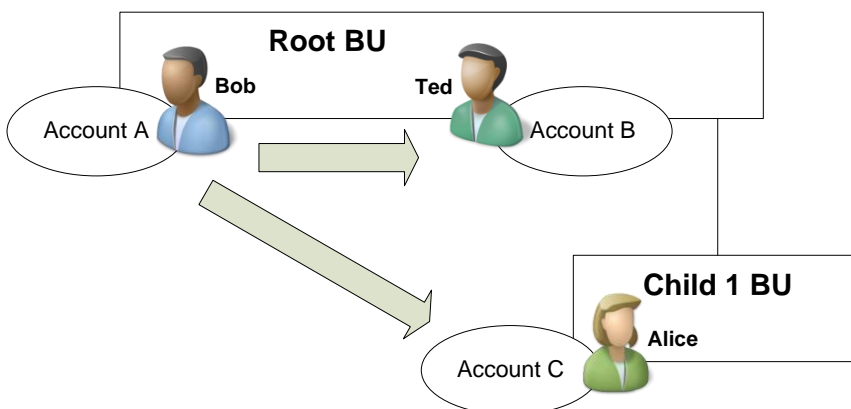 Root BU
Bob
Ted
Account A
Account B
Child 1 BU
Alice
Account C